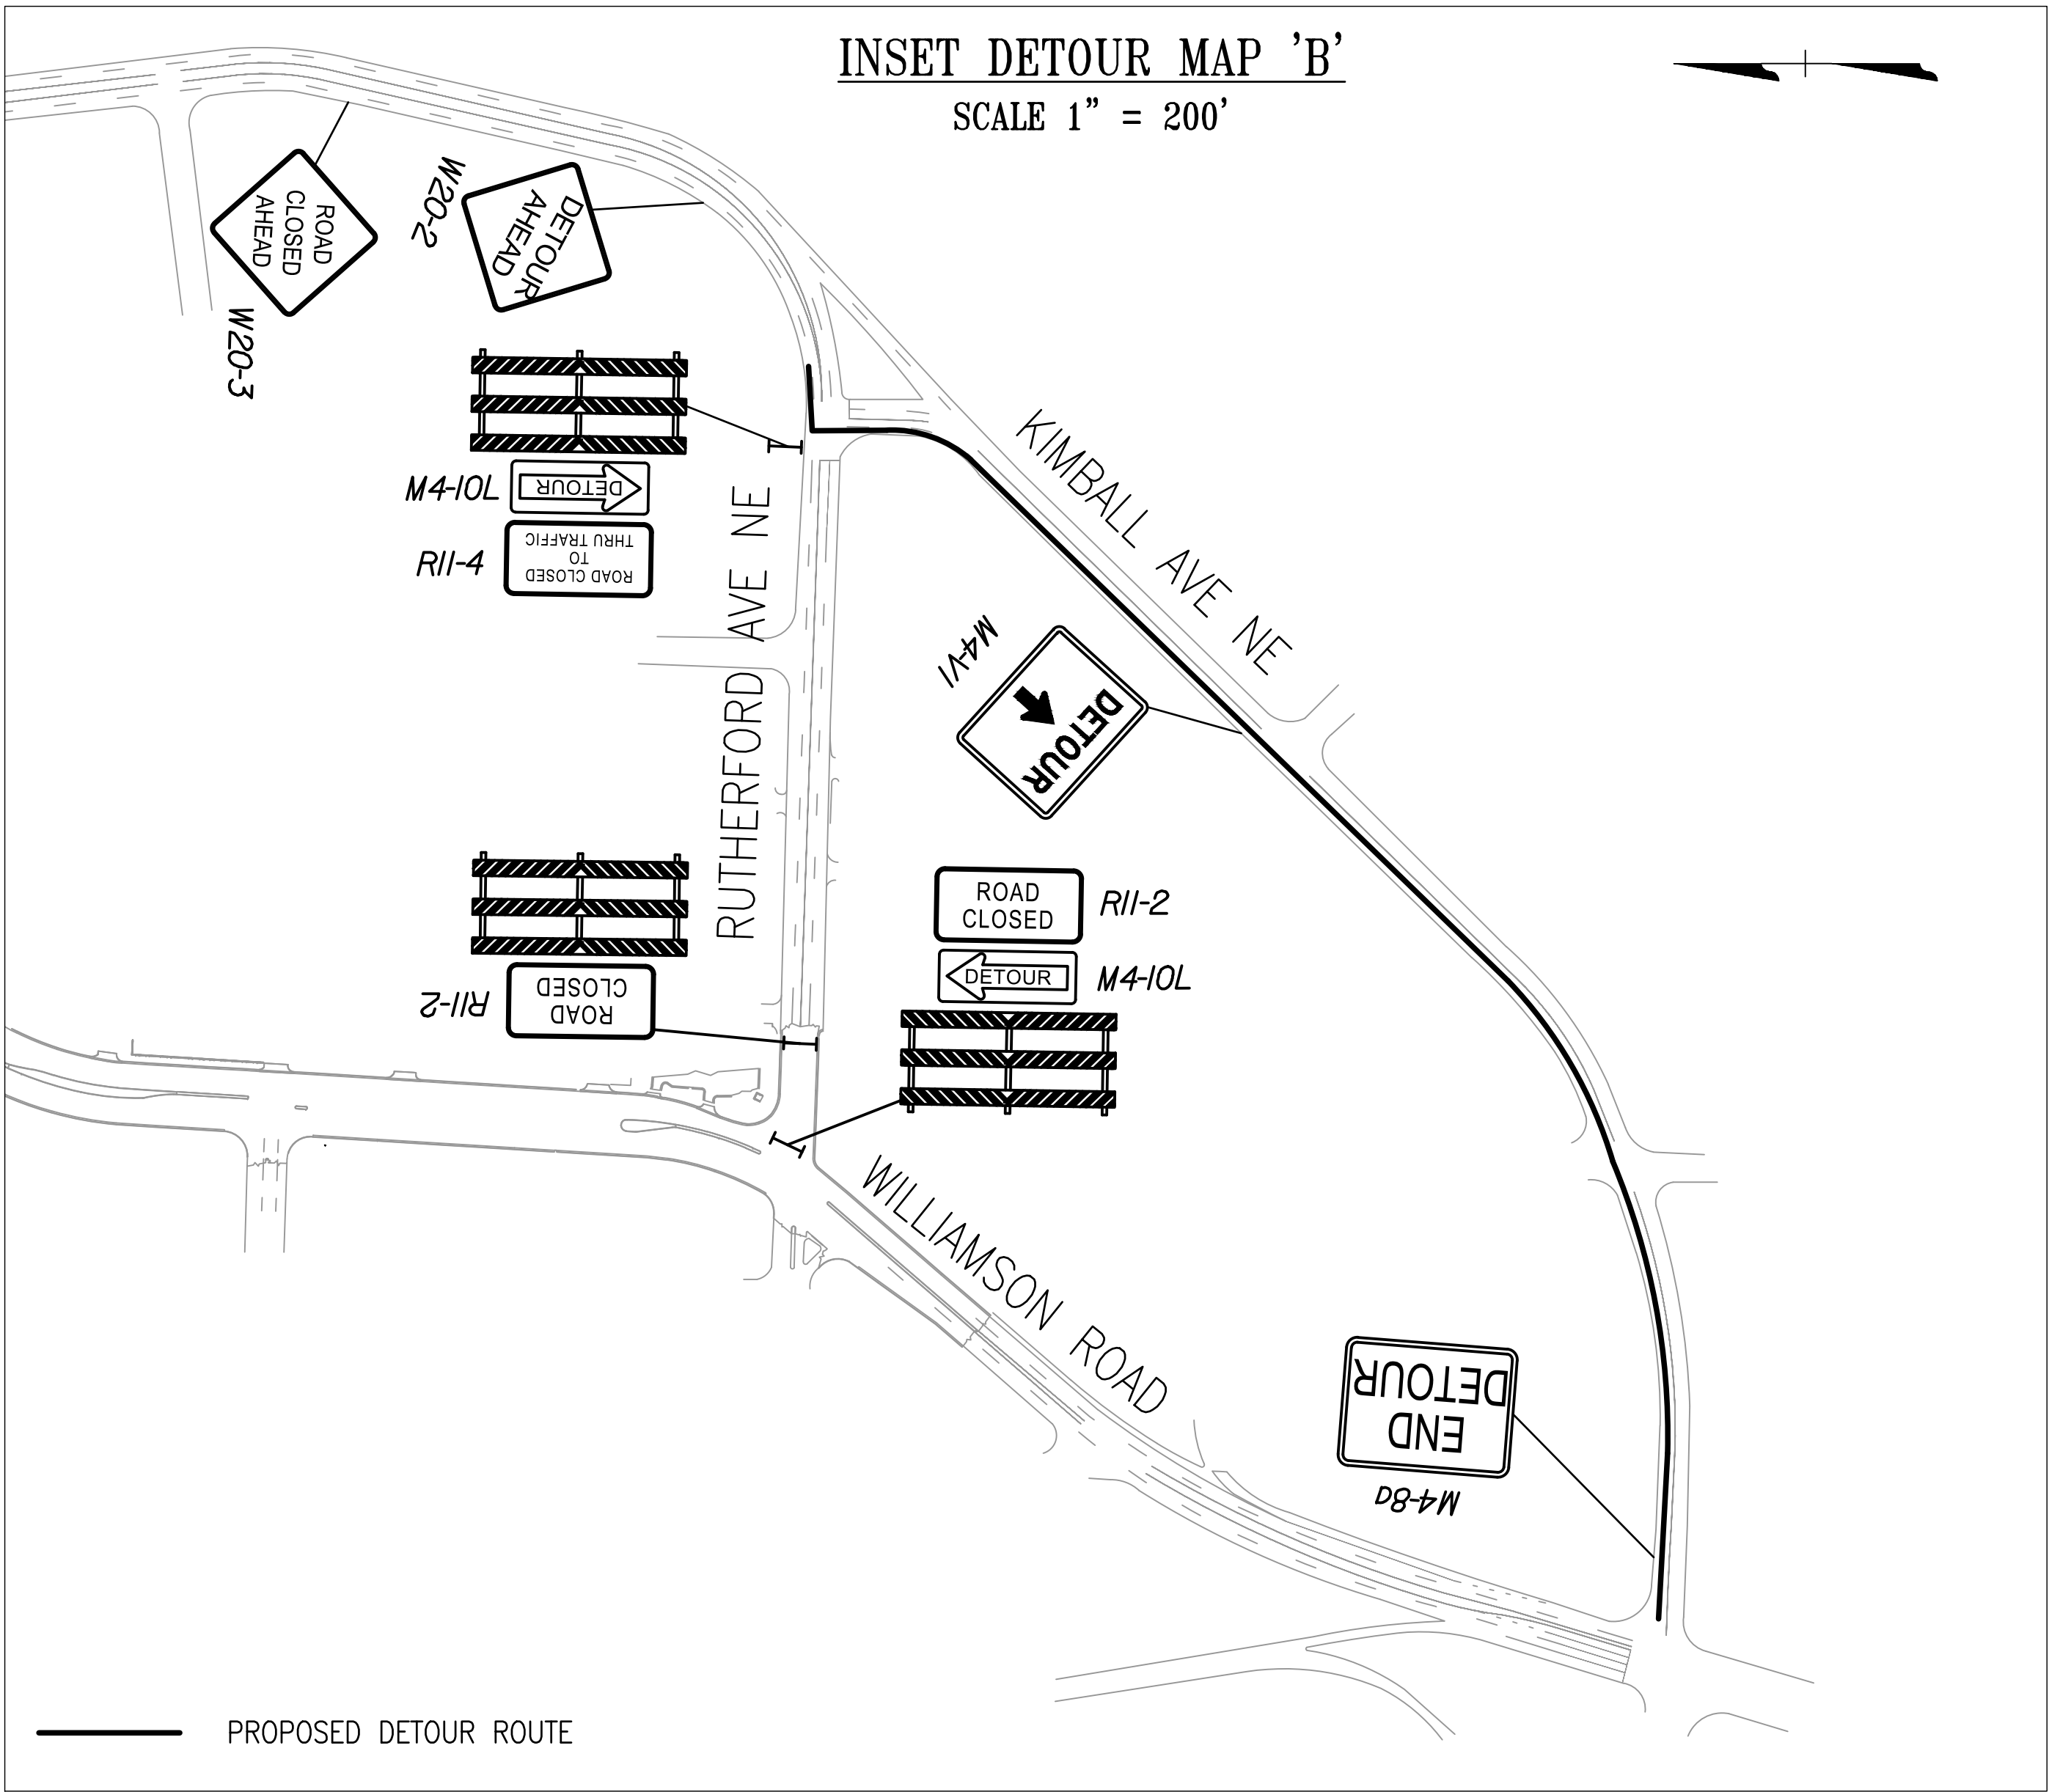 INSET DETOUR MAP 'B'
SCALE 1" = 200'
ROAD
CLOSED
AHEAD
W20-3
DETOUR
AHEAD
W20-2
M4-10L
DETOUR
R11-4
ROAD CLOSED
TO
THRU TRAFFIC
RUTHERFORD AVE NE
KIMBALL AVE NE
M4-V1
DETOUR
ROAD
CLOSED
R11-2
DETOUR
M4-10L
R11-2
ROAD
CLOSED
WILLIAMSON ROAD
END
DETOUR
M4-8a
PROPOSED DETOUR ROUTE